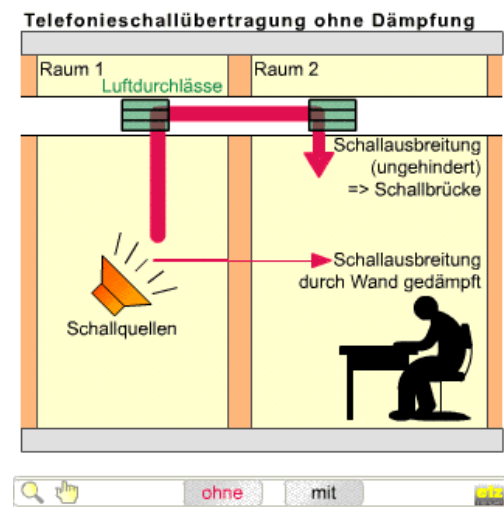 Telefonieschallübertragung ohne Dämpfung
Raum 1
Raum 2
Luftdurchlässe
Schallausbreitung
(ungehindert)
=> Schallbrücke
Schallausbreitung
durch Wand gedämpft
Schallquellen
ohne
mit